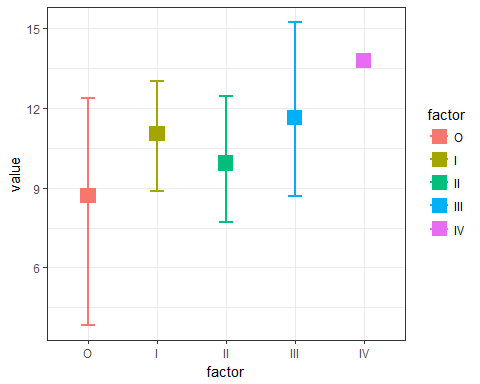 15
12
9
6
value
O I II III IV
factor
factor
O
I
II
III
IV